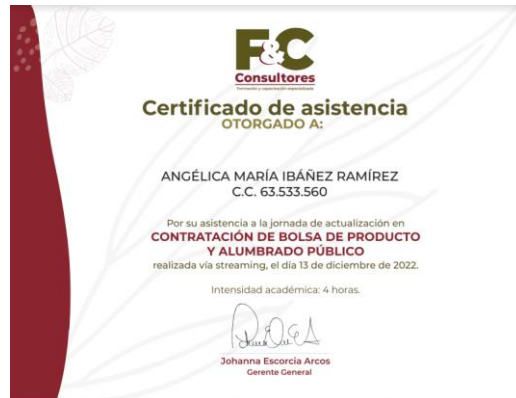 F&C
Consultores
Formación y capacitación especializada
Certificado de asistencia
OTORGADO A:
ANGÉLICA MARÍA IBÁÑEZ RAMÍREZ
C.C. 63.533.560
Por su asistencia a la jornada de actualización en
CONTRATACIÓN DE BOLSA DE PRODUCTO
Y ALUMBRADO PÚBLICO
realizada vía streaming, el día 13 de diciembre de 2022.
Intensidad académica: 4 horas.
Johanna Escorcia Arcos
Gerente General